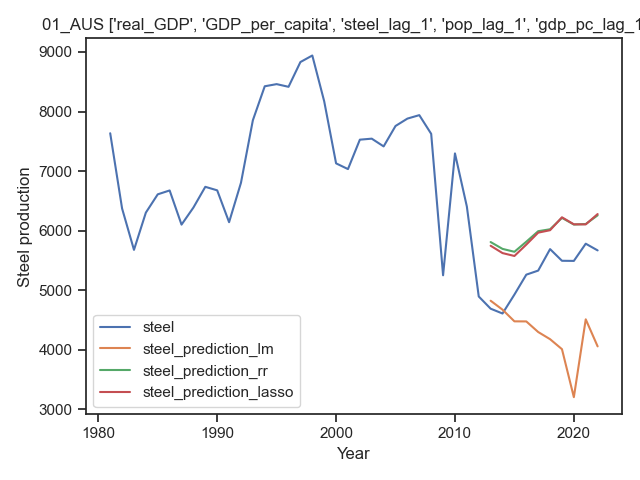 01_AUS ['real_GDP', 'GDP_per_capita', 'steel_lag_1', 'pop_lag_1', 'gdp_pc_lag_1
9000
8000
7000
6000
5000
4000
3000
Steel production
steel
steel_prediction_lm
steel_prediction_rr
steel_prediction_lasso
1980 1990 2000 2010 2020
Year